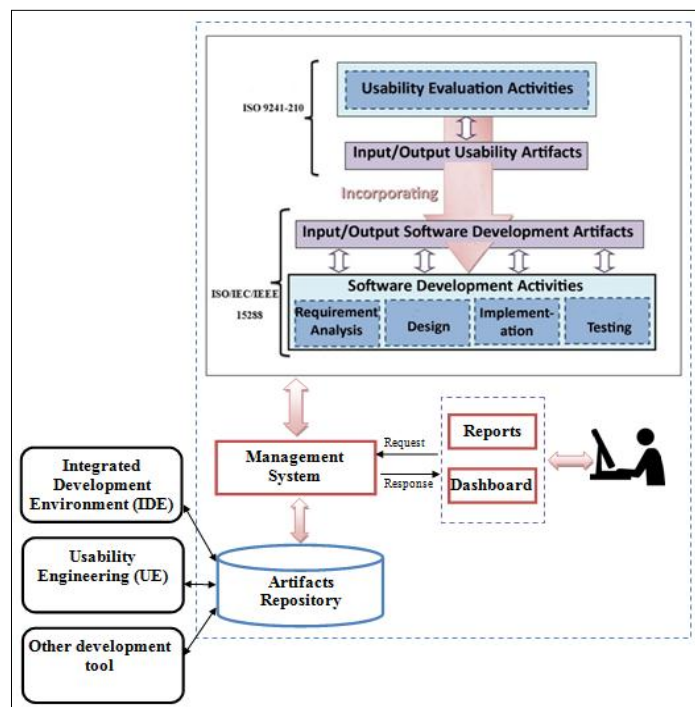 Usability Evaluation Activities
ISO 9241-210
Input/Output Usability Artifacts
Incorporating
Input/Output Software Development Artifacts
Software Development Activities
ISO/IEC/IEEE
15288
Requirement
Analysis
Design
Implement-
ation
Testing
Management
System
Request
Response
Reports
Dashboard
Integrated
Development
Environment (IDE)
Usability
Engineering (UE)
Other development
tool
Artifacts
Repository